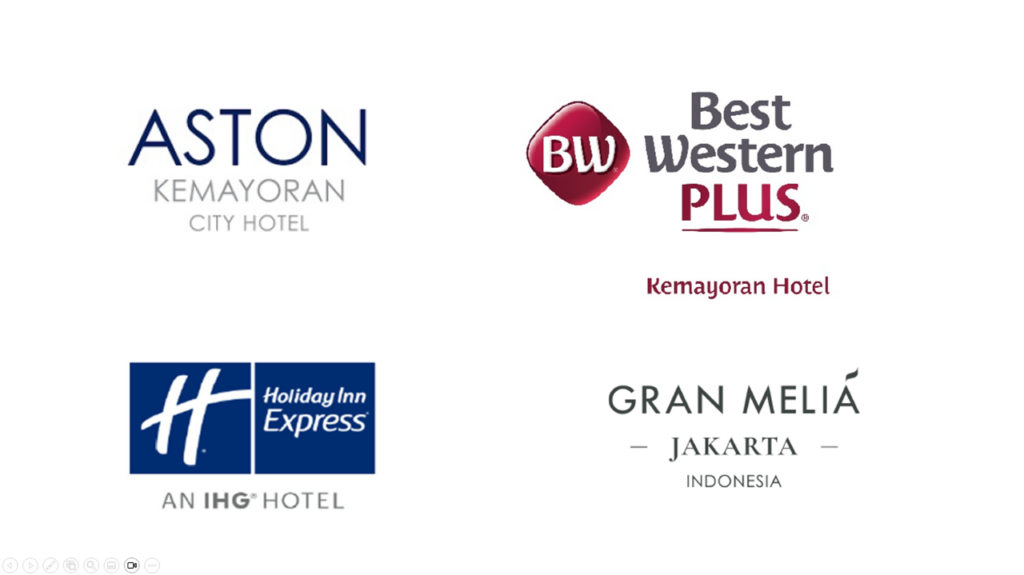 ASTON
KEMAYORAN
CITY HOTEL
BW
Best
Western
PLUS®
Kemayoran Hotel
H
Holiday Inn
Express
AN IHG® HOTEL
GRAN MELIÁ
– JAKARTA –
INDONESIA